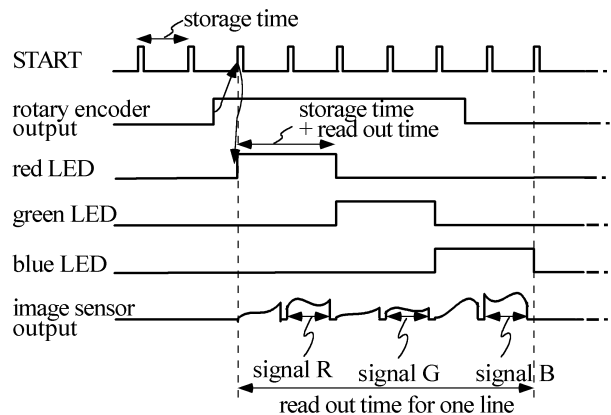 storage time
START
rotary encoder
output
storage time
+ read out time
red LED
green LED
blue LED
image sensor
output
signal R
signal G
signal B
read out time for one line